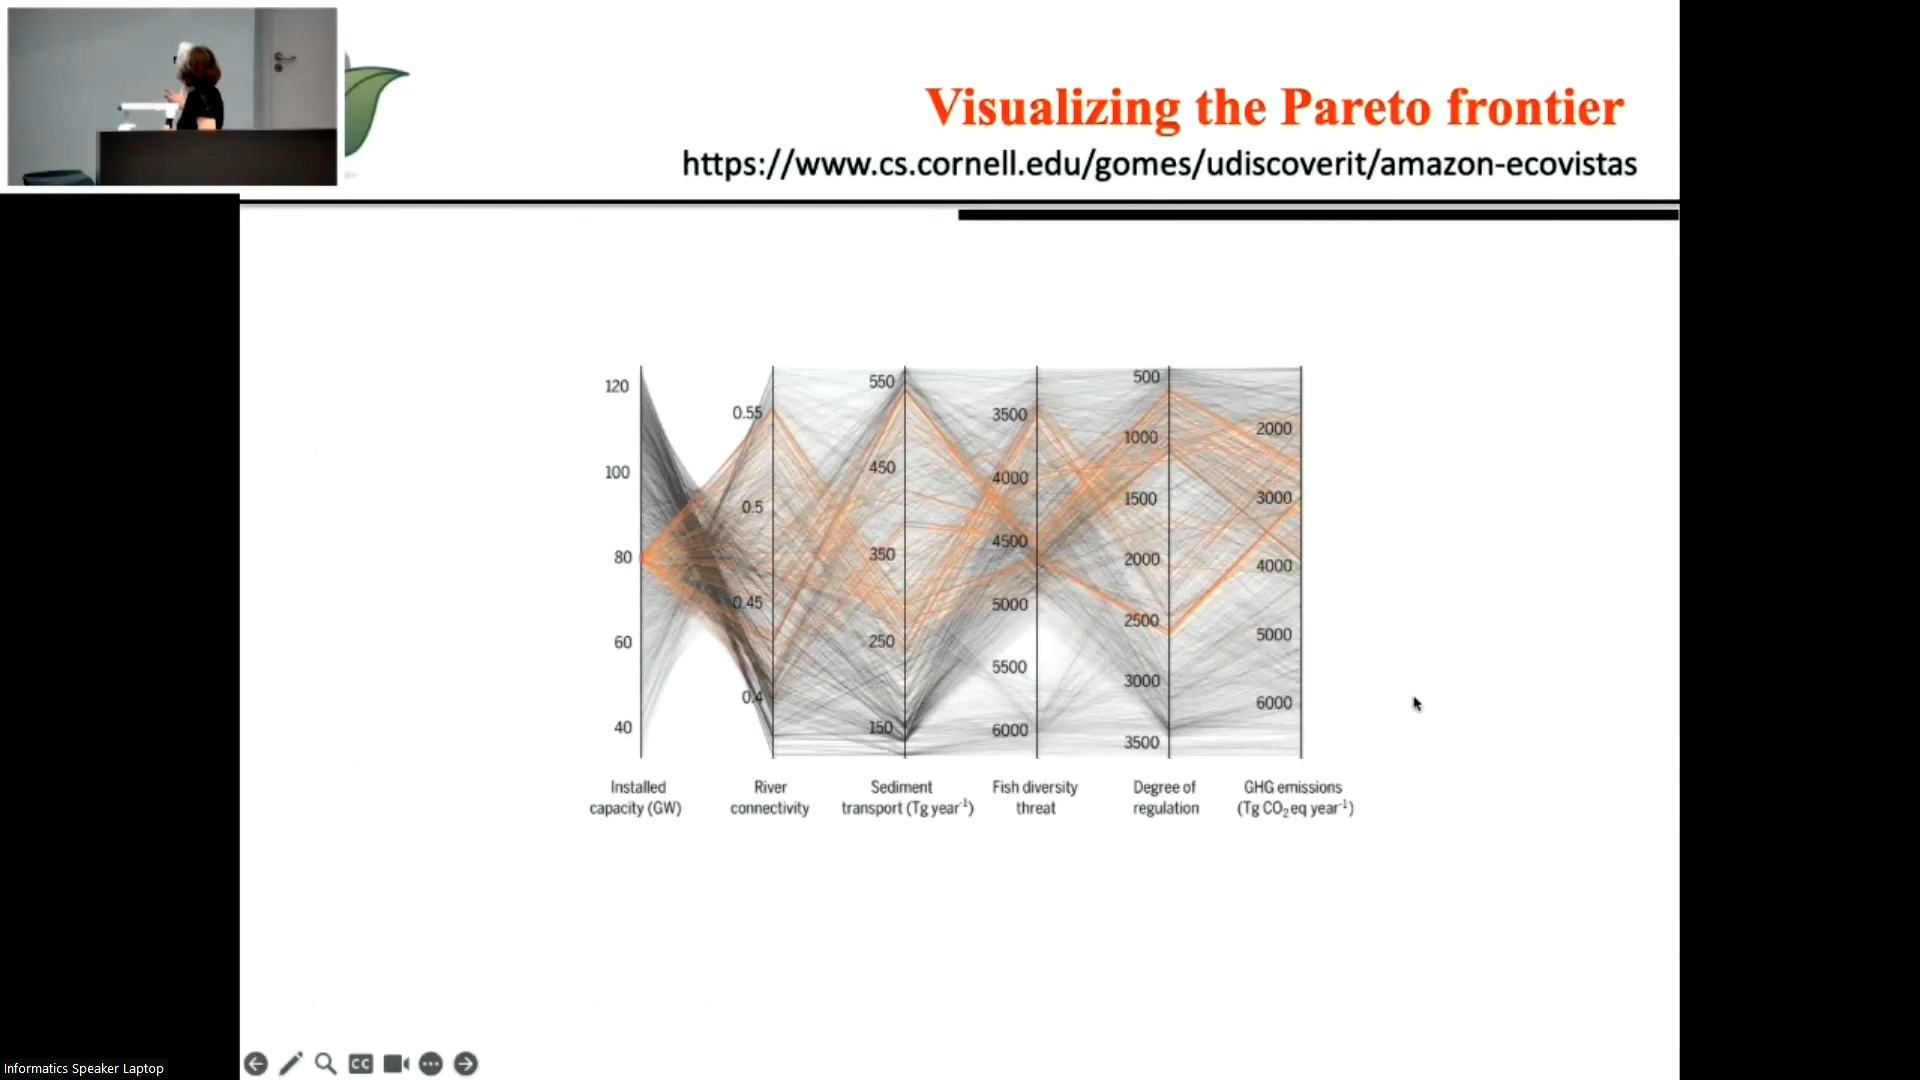 Visualizing the Pareto frontier
https://www.cs.cornell.edu/gomes/udiscoverit/amazon-ecovistas
120
100
80
60
40
0.55
0.5
0.45
0.4
550
450
350
250
150
3500
4000
4500
5000
5500
6000
500
1000
1500
2000
2500
3000
3500
2000
3000
4000
5000
6000
Installed
capacity (GW)
River
connectivity
Sediment
transport (Tg year⁻¹)
Fish diversity
threat
Degree of
regulation
GHG emissions
(Tg CO₂eq year⁻¹)
CC
Informatics Speaker Laptop